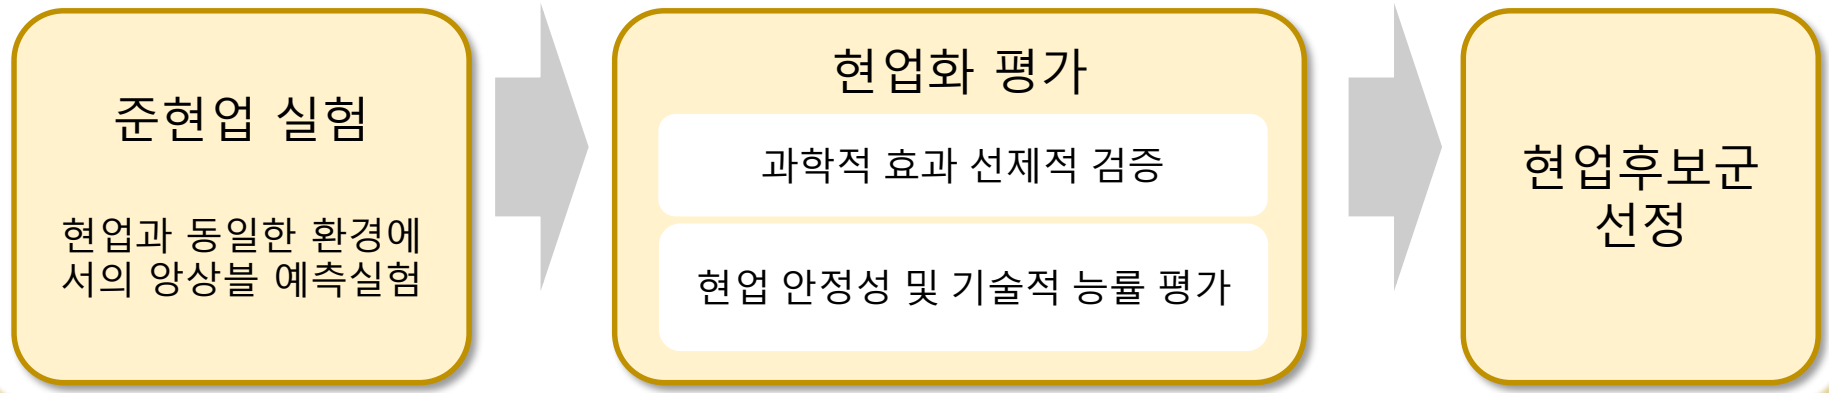 준현업 실험
현업과 동일한 환경에
서의 앙상블 예측실험
현업화 평가
과학적 효과 선제적 검증
현업 안정성 및 기술적 능률 평가
현업후보군
선정